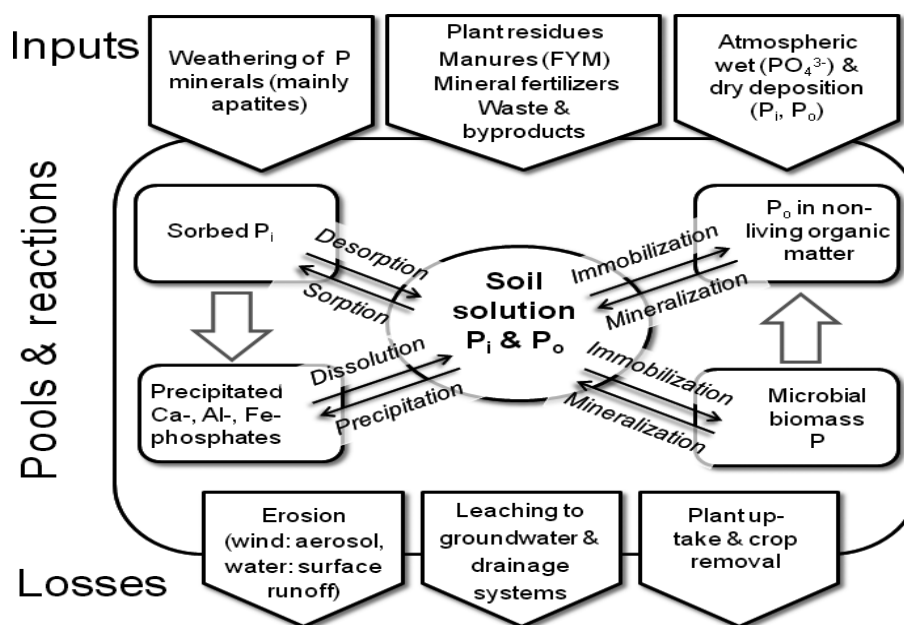 Inputs
Weathering of P
minerals (mainly
apatites)
Plant residues
Manures (FYM)
Mineral fertilizers
Waste &
byproducts
Atmospheric
wet (PO₄³⁻) &
dry deposition
(Pᵢ, Pₒ)
Pools & reactions
Sorbed Pᵢ
Desorption
Sorption
Soil
solution
Pᵢ & Pₒ
Immobilization
Mineralization
Pₒ in non-
living organic
matter
Precipitated
Ca-, Al-, Fe-
phosphates
Dissolution
Precipitation
Immobilization
Mineralization
Microbial
biomass
P
Losses
Erosion
(wind: aerosol,
water: surface
runoff)
Leaching to
groundwater &
drainage
systems
Plant up-
take & crop
removal